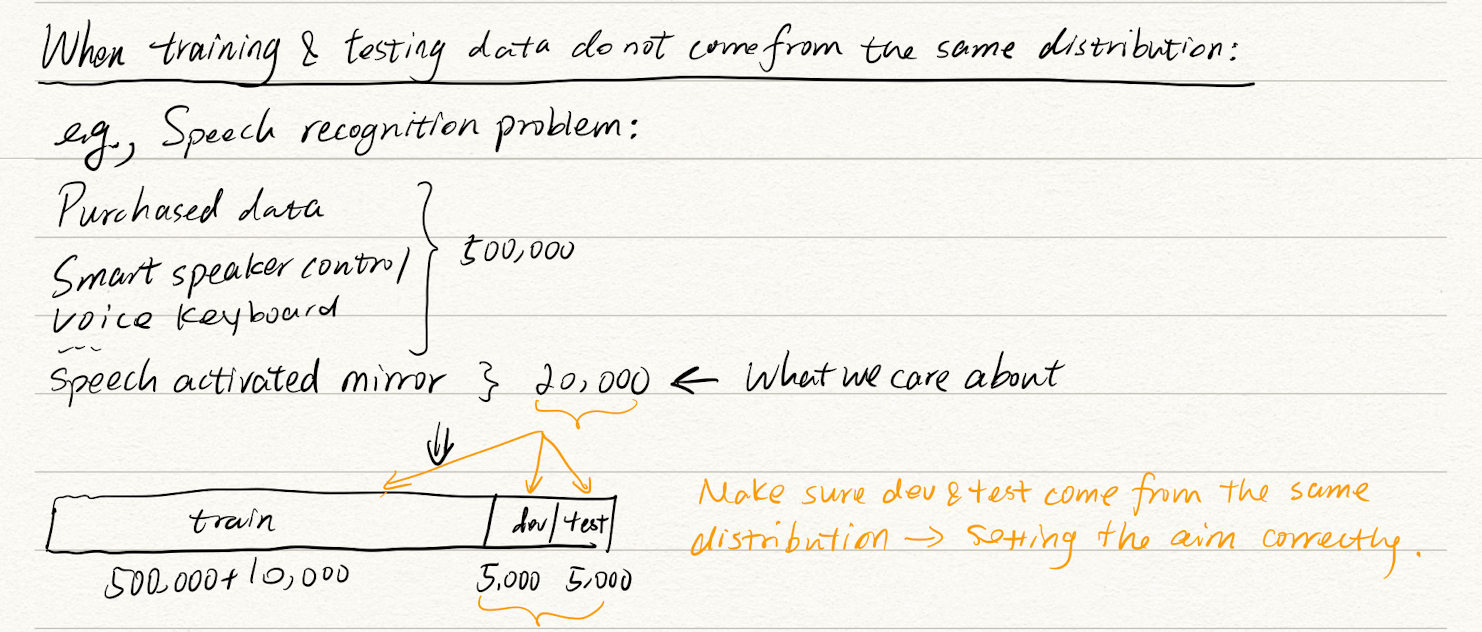 When training & testing data do not come from the same distribution:
e.g., Speech recognition problem:
Purchased data
Smart speaker control
voice keyboard
} 500,000
Speech activated mirror } 20,000 ← What we care about
⇓
train dev test
500,000+10,000 5,000 5,000
Make sure dev & test come from the same
distribution → Setting the aim correctly.